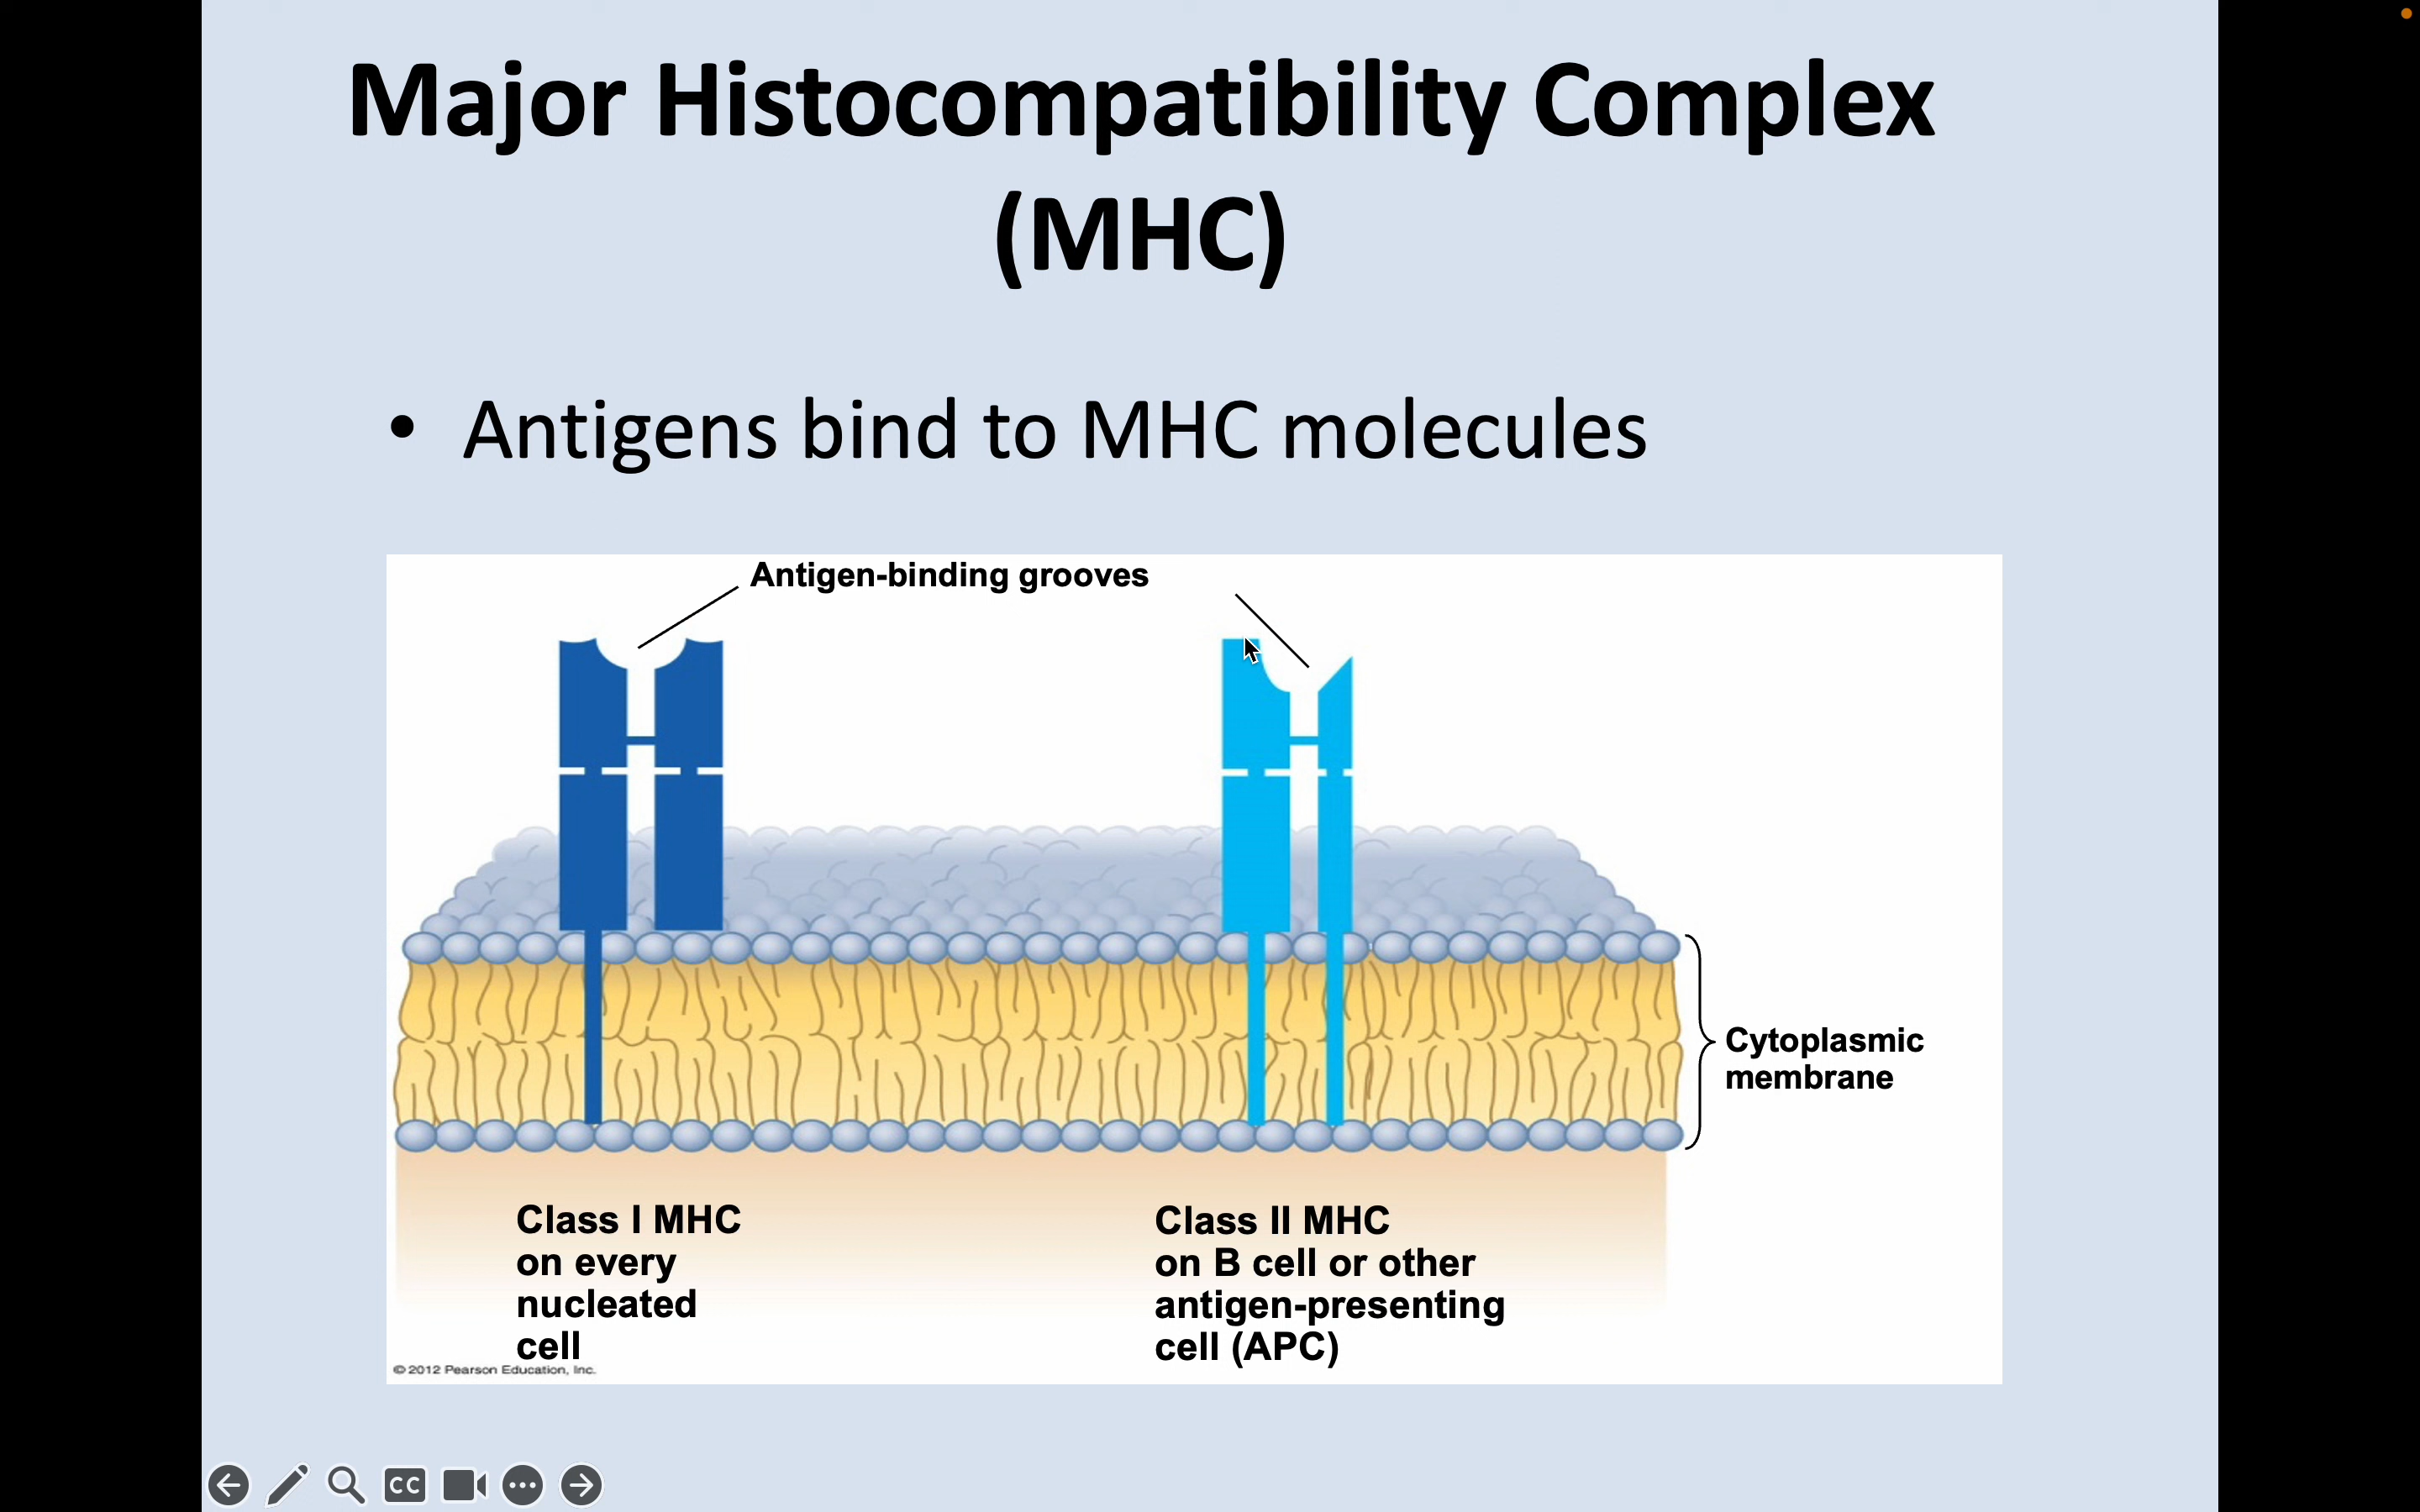 Major Histocompatibility Complex
(MHC)
• Antigens bind to MHC molecules
Antigen-binding grooves
Cytoplasmic
membrane
Class I MHC
on every
nucleated
cell
Class II MHC
on B cell or other
antigen-presenting
cell (APC)
© 2012 Pearson Education, Inc.
CC